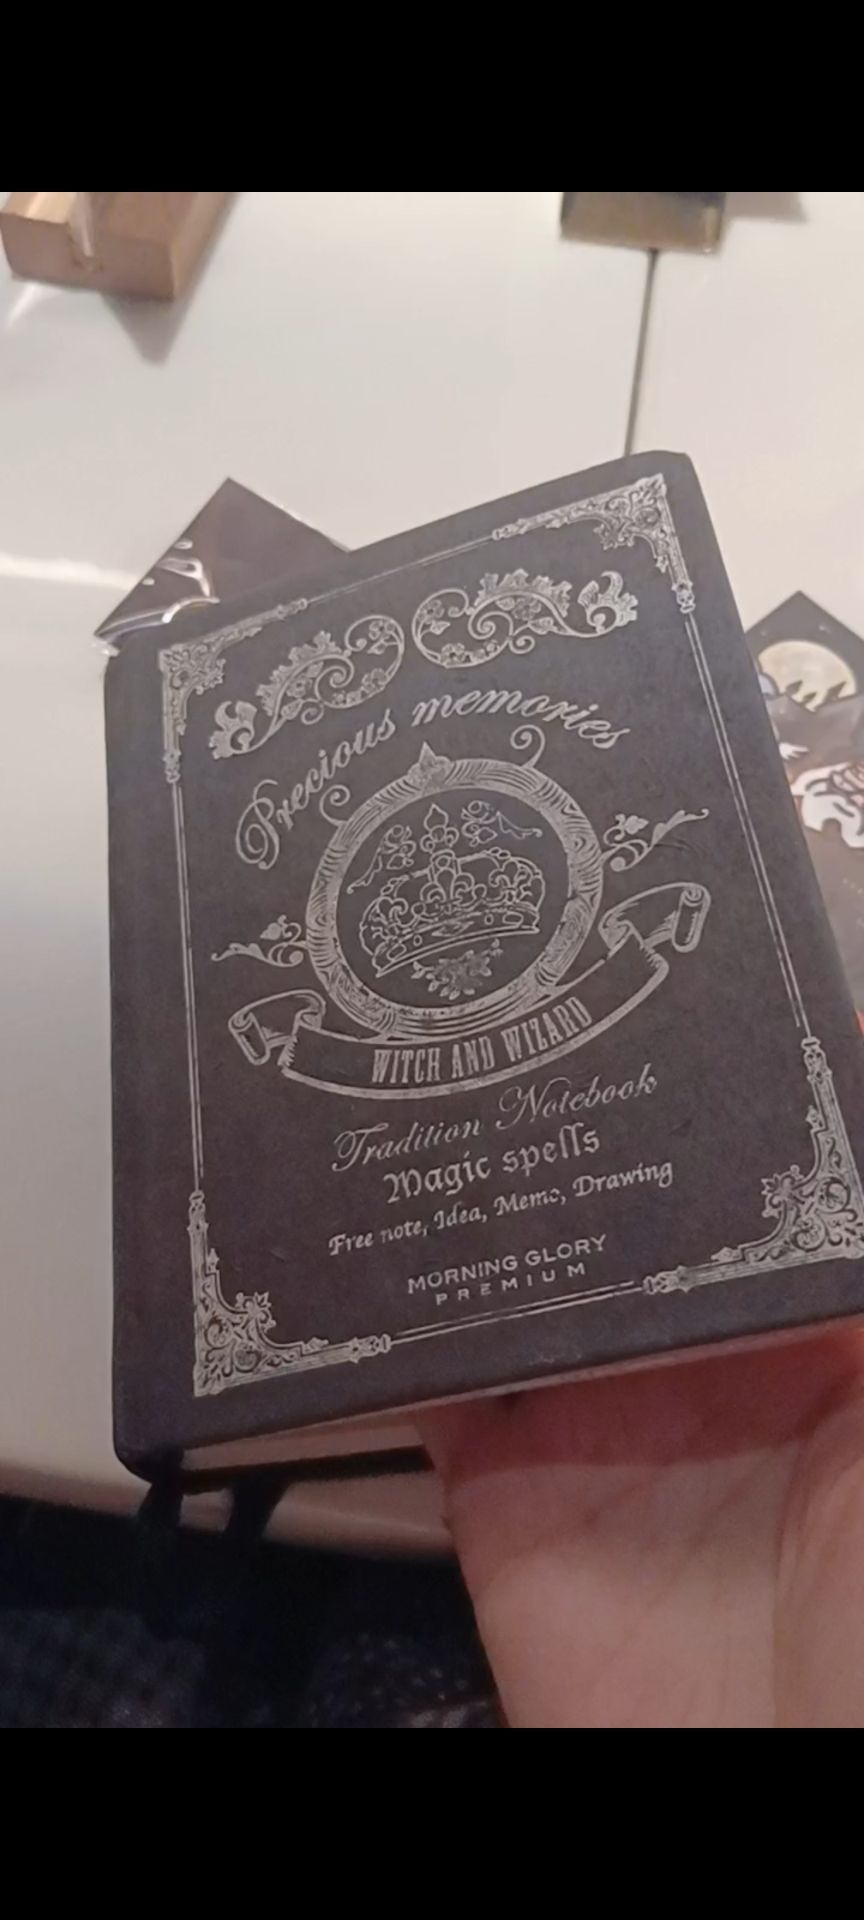 Precious memories
WITCH AND WIZARD
Tradition Notebook
Magic spells
Free note, Idea, Memo, Drawing
MORNING GLORY
PREMIUM